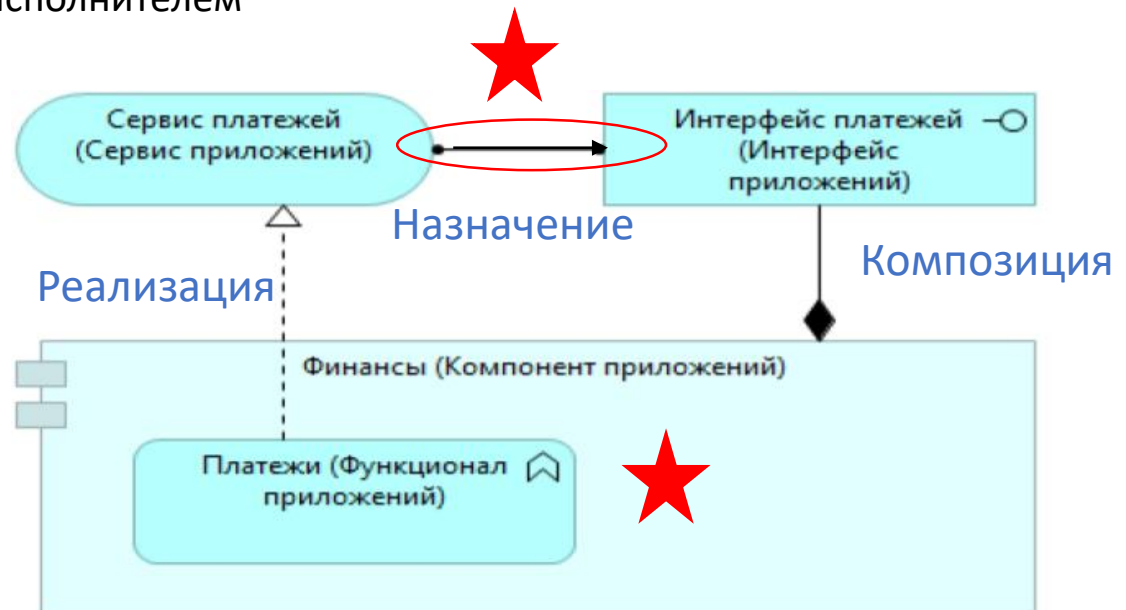 исполнителем
Сервис платежей
(Сервис приложений)
Интерфейс платежей
(Интерфейс
приложений)
Назначение
Реализация
Композиция
Финансы (Компонент приложений)
Платежи (Функционал
приложений)